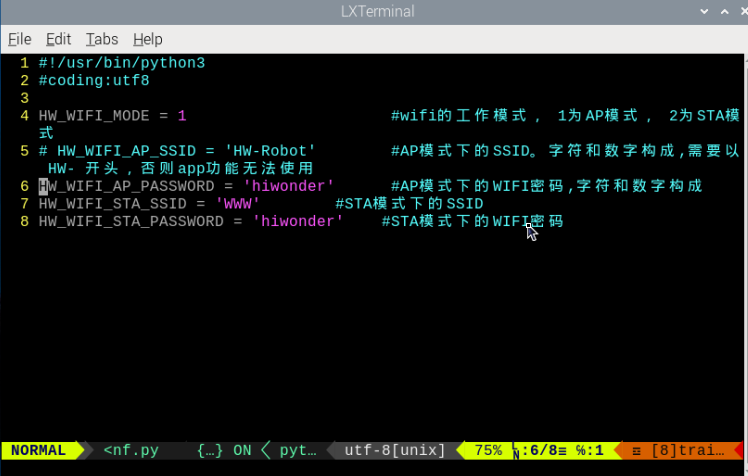 LXTerminal
File Edit Tabs Help
1 #!/usr/bin/python3
2 #coding:utf8
3
4 HW_WIFI_MODE = 1 #wifi的工作模式, 1为AP模式, 2为STA模
式
5 # HW_WIFI_AP_SSID = 'HW-Robot' #AP模式下的SSID。字符和数字构成,需要以
HW- 开头,否则app功能无法使用
6 HW_WIFI_AP_PASSWORD = 'hiwonder' #AP模式下的WIFI密码,字符和数字构成
7 HW_WIFI_STA_SSID = 'WWW' #STA模式下的SSID
8 HW_WIFI_STA_PASSWORD = 'hiwonder' #STA模式下的WIFI密码
NORMAL <nf.py {…} ON pyt… utf-8[unix] 75% :6/8≡ ℅:1 [8]trai…